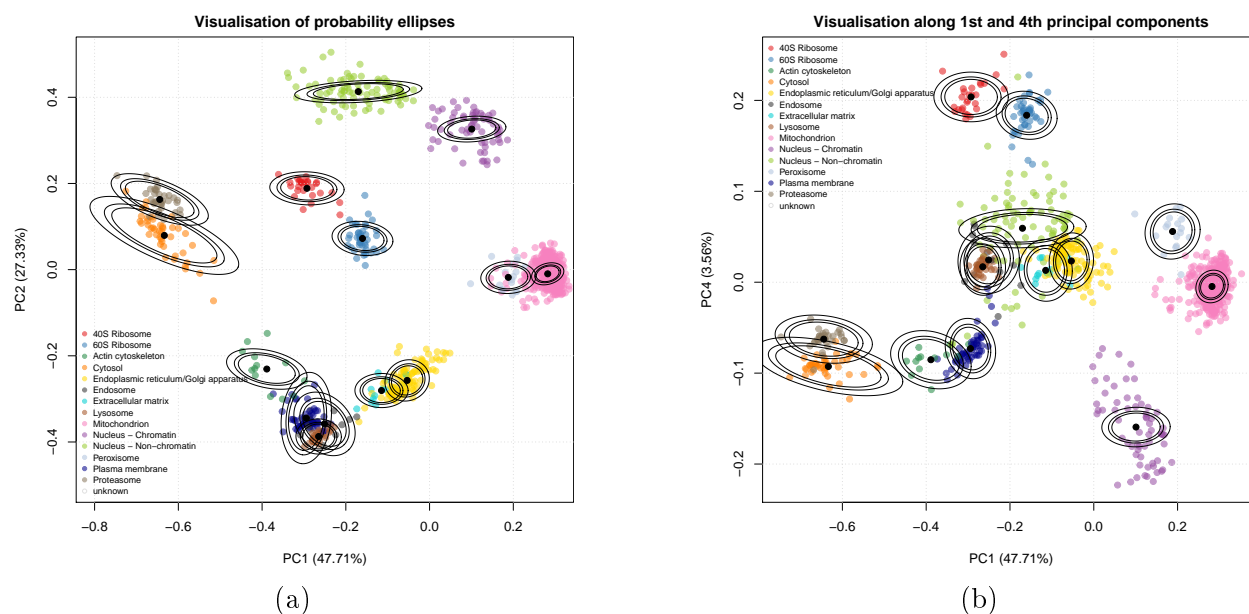 Visualisation of probability ellipses
PC2 (27.33%)
0.4
0.2
0.0
−0.2
−0.4
40S Ribosome
60S Ribosome
Actin cytoskeleton
Cytosol
Endoplasmic reticulum/Golgi apparatus
Endosome
Extracellular matrix
Lysosome
Mitochondrion
Nucleus − Chromatin
Nucleus − Non−chromatin
Peroxisome
Plasma membrane
Proteasome
unknown
−0.8 −0.6 −0.4 −0.2 0.0 0.2
PC1 (47.71%)
(a)
Visualisation along 1st and 4th principal components
PC4 (3.56%)
0.2
0.1
0.0
−0.1
−0.2
40S Ribosome
60S Ribosome
Actin cytoskeleton
Cytosol
Endoplasmic reticulum/Golgi apparatus
Endosome
Extracellular matrix
Lysosome
Mitochondrion
Nucleus − Chromatin
Nucleus − Non−chromatin
Peroxisome
Plasma membrane
Proteasome
unknown
−0.6 −0.4 −0.2 0.0 0.2
PC1 (47.71%)
(b)